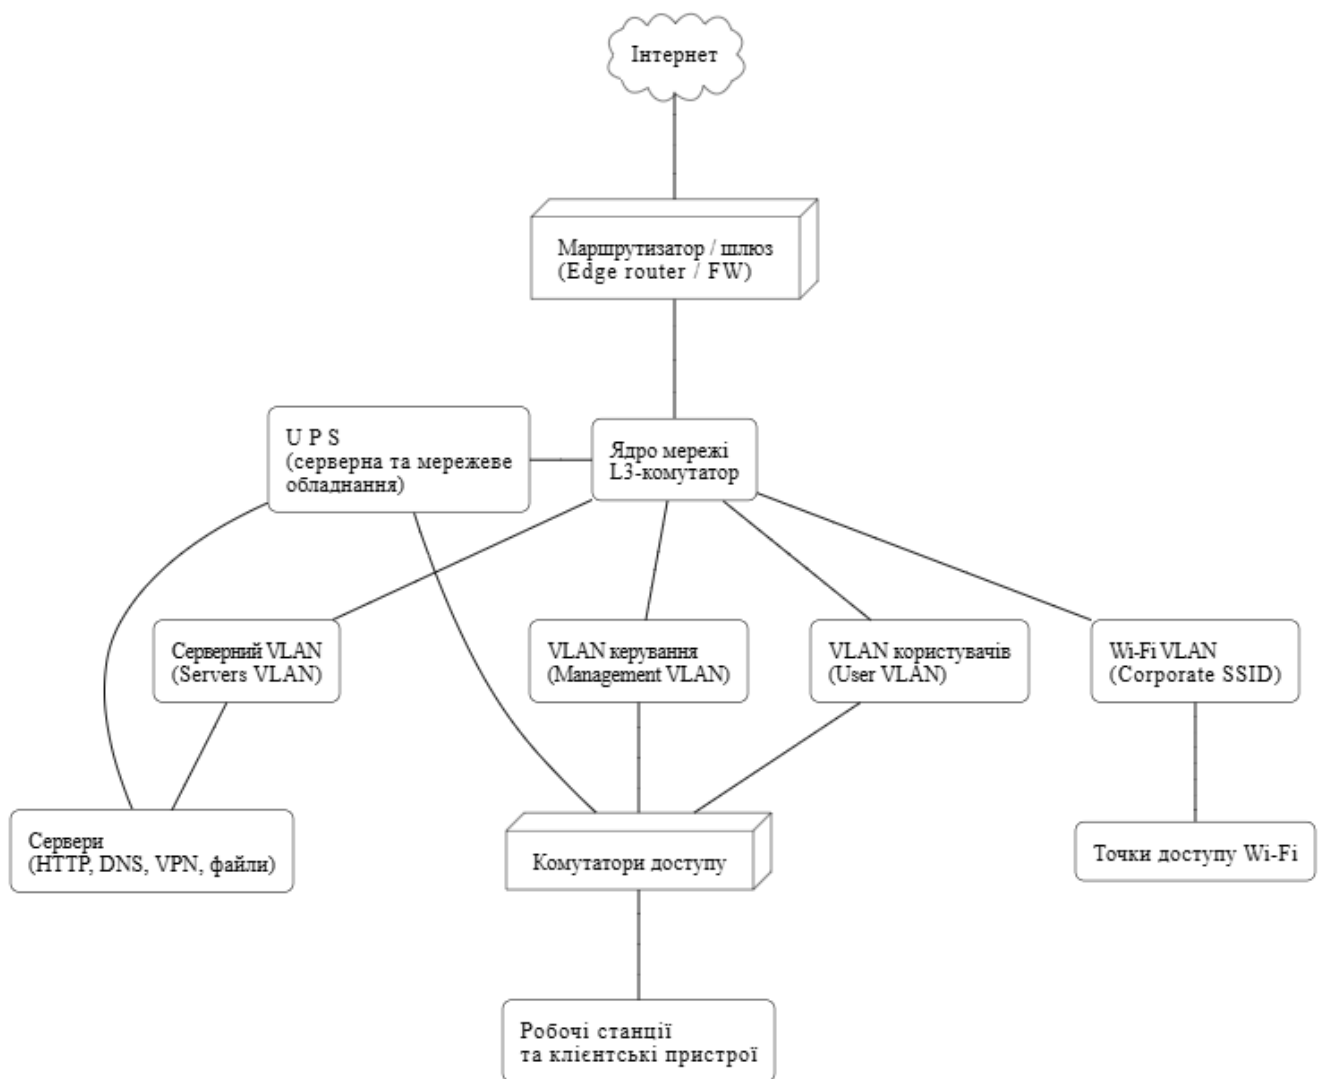 Інтернет
Маршрутизатор / шлюз
(Edge router / FW)
U P S
(серверна та мережеве
обладнання)
Ядро мережі
L3-комутатор
Серверний VLAN
(Servers VLAN)
VLAN керування
(Management VLAN)
VLAN користувачів
(User VLAN)
Wi-Fi VLAN
(Corporate SSID)
Сервери
(HTTP, DNS, VPN, файли)
Комутатори доступу
Точки доступу Wi-Fi
Робочі станції
та клієнтські пристрої